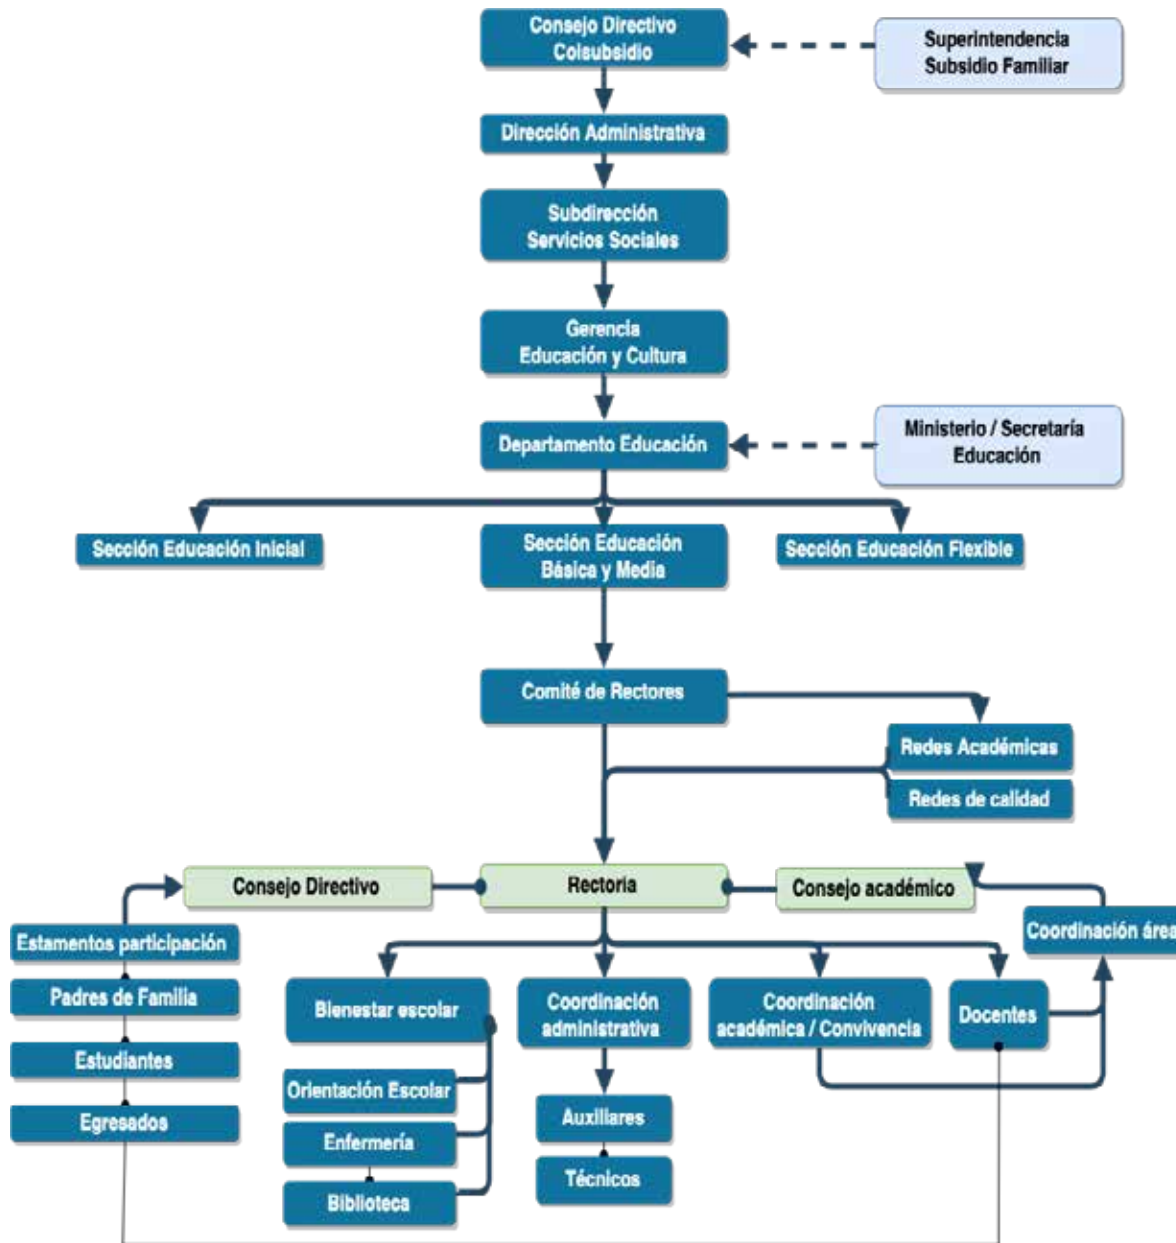 Consejo Directivo
Colsubsidio
Superintendencia
Subsidio Familiar
Dirección Administrativa
Subdirección
Servicios Sociales
Gerencia
Educación y Cultura
Departamento Educación
Ministerio / Secretaría
Educación
Sección Educación Inicial
Sección Educación
Básica y Media
Sección Educación Flexible
Comité de Rectores
Redes Académicas
Redes de calidad
Consejo Directivo
Rectoria
Consejo académico
Estamentos participación
Coordinación área
Padres de Familia
Bienestar escolar
Coordinación
administrativa
Coordinación
académica / Convivencia
Docentes
Estudiantes
Orientación Escolar
Egresados
Auxiliares
Enfermería
Técnicos
Biblioteca